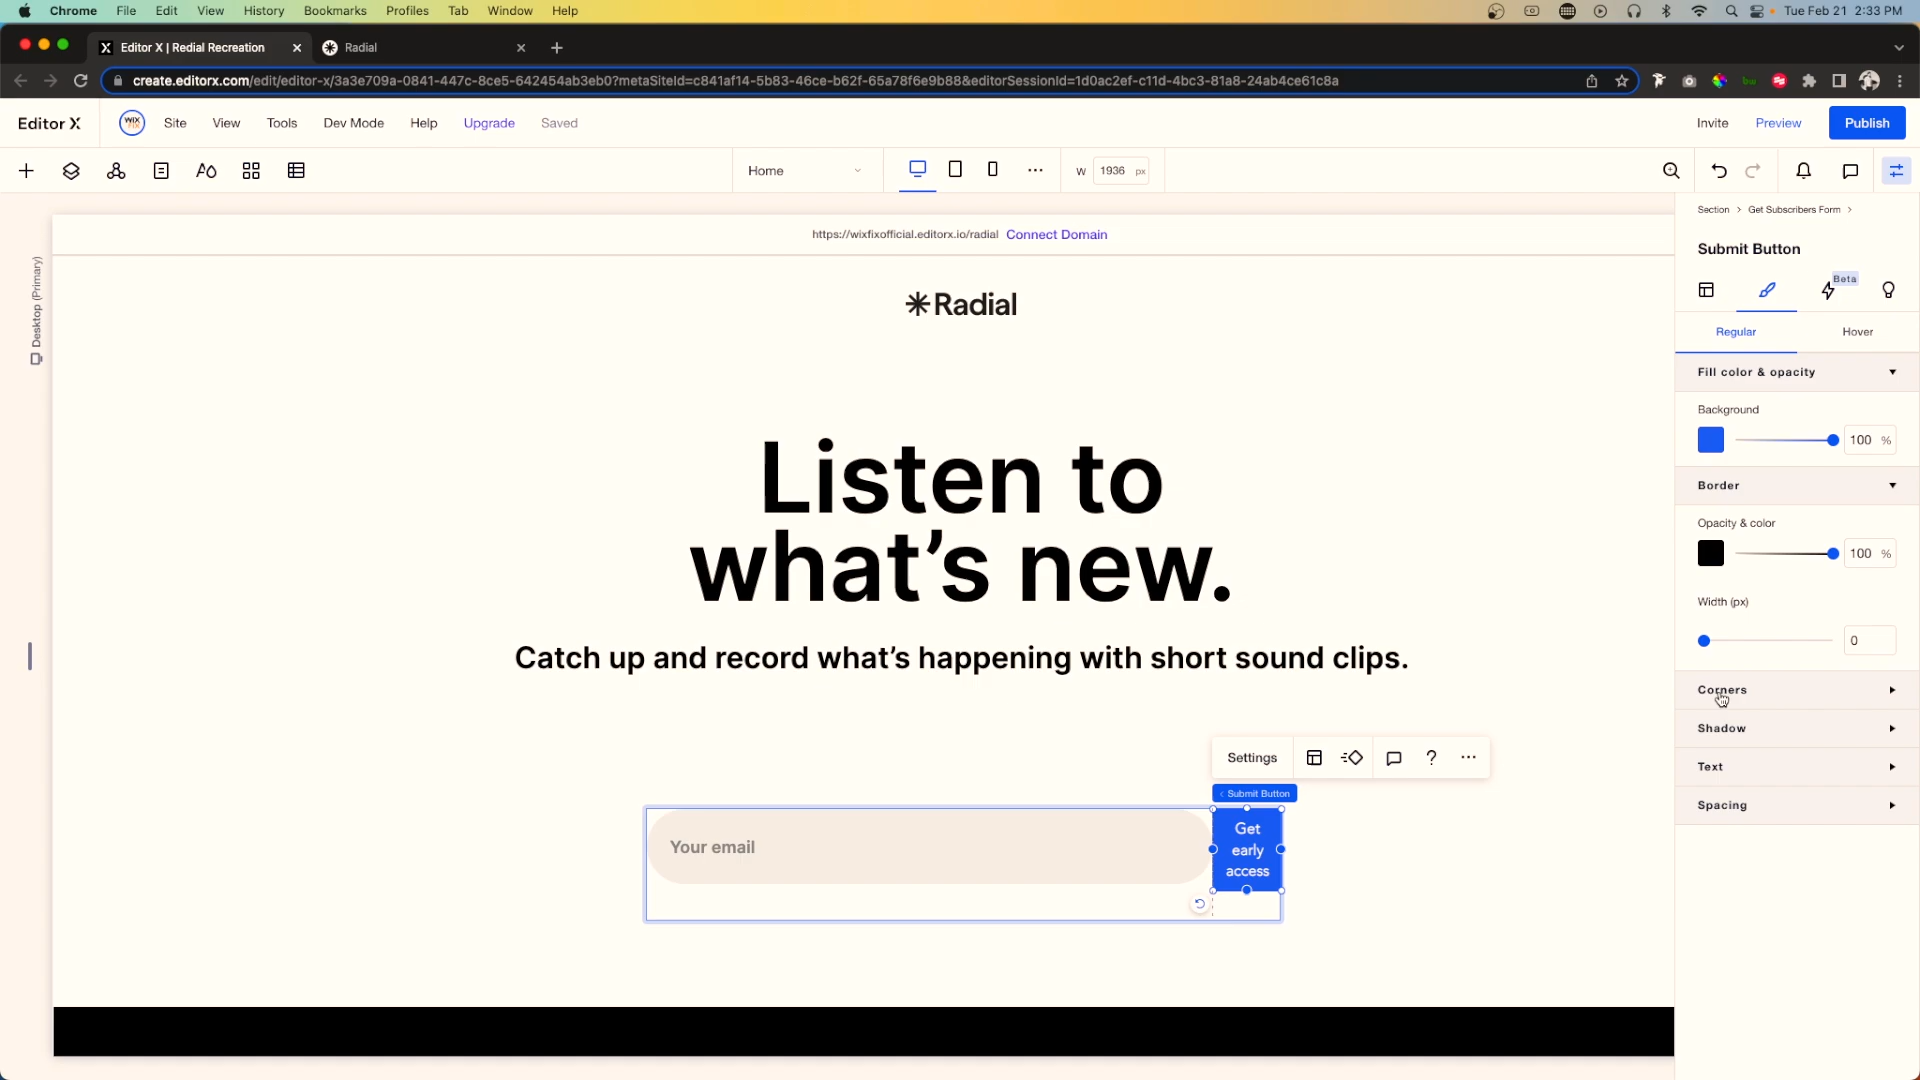 Chrome File Edit View History Bookmarks Profiles Tab Window Help Tue Feb 21 2:33 PM
Editor X | Redial Recreation Radial
create.editorx.com/edit/editor-x/3a3e709a-0841-447c-8ce5-642454ab3eb0?metaSiteId=c841af14-5b83-46ce-b62f-65a78f6e9b88&editorSessionId=1d0ac2ef-c11d-4bc3-81a8-24ab4ce61c8a
Editor X WIX FIX Site View Tools Dev Mode Help Upgrade Saved Invite Preview Publish
Home W 1936 px
Section > Get Subscribers Form >
https://wixfixofficial.editorx.io/radial Connect Domain
Submit Button
Beta
Desktop (Primary)
Radial
Regular Hover
Fill color & opacity
Background
100 %
Border
Opacity & color
100 %
Width (px)
0
Corners
Shadow
Text
Spacing
Listen to
what's new.
Catch up and record what's happening with short sound clips.
Settings ?
< Submit Button
Your email
Get
early
access